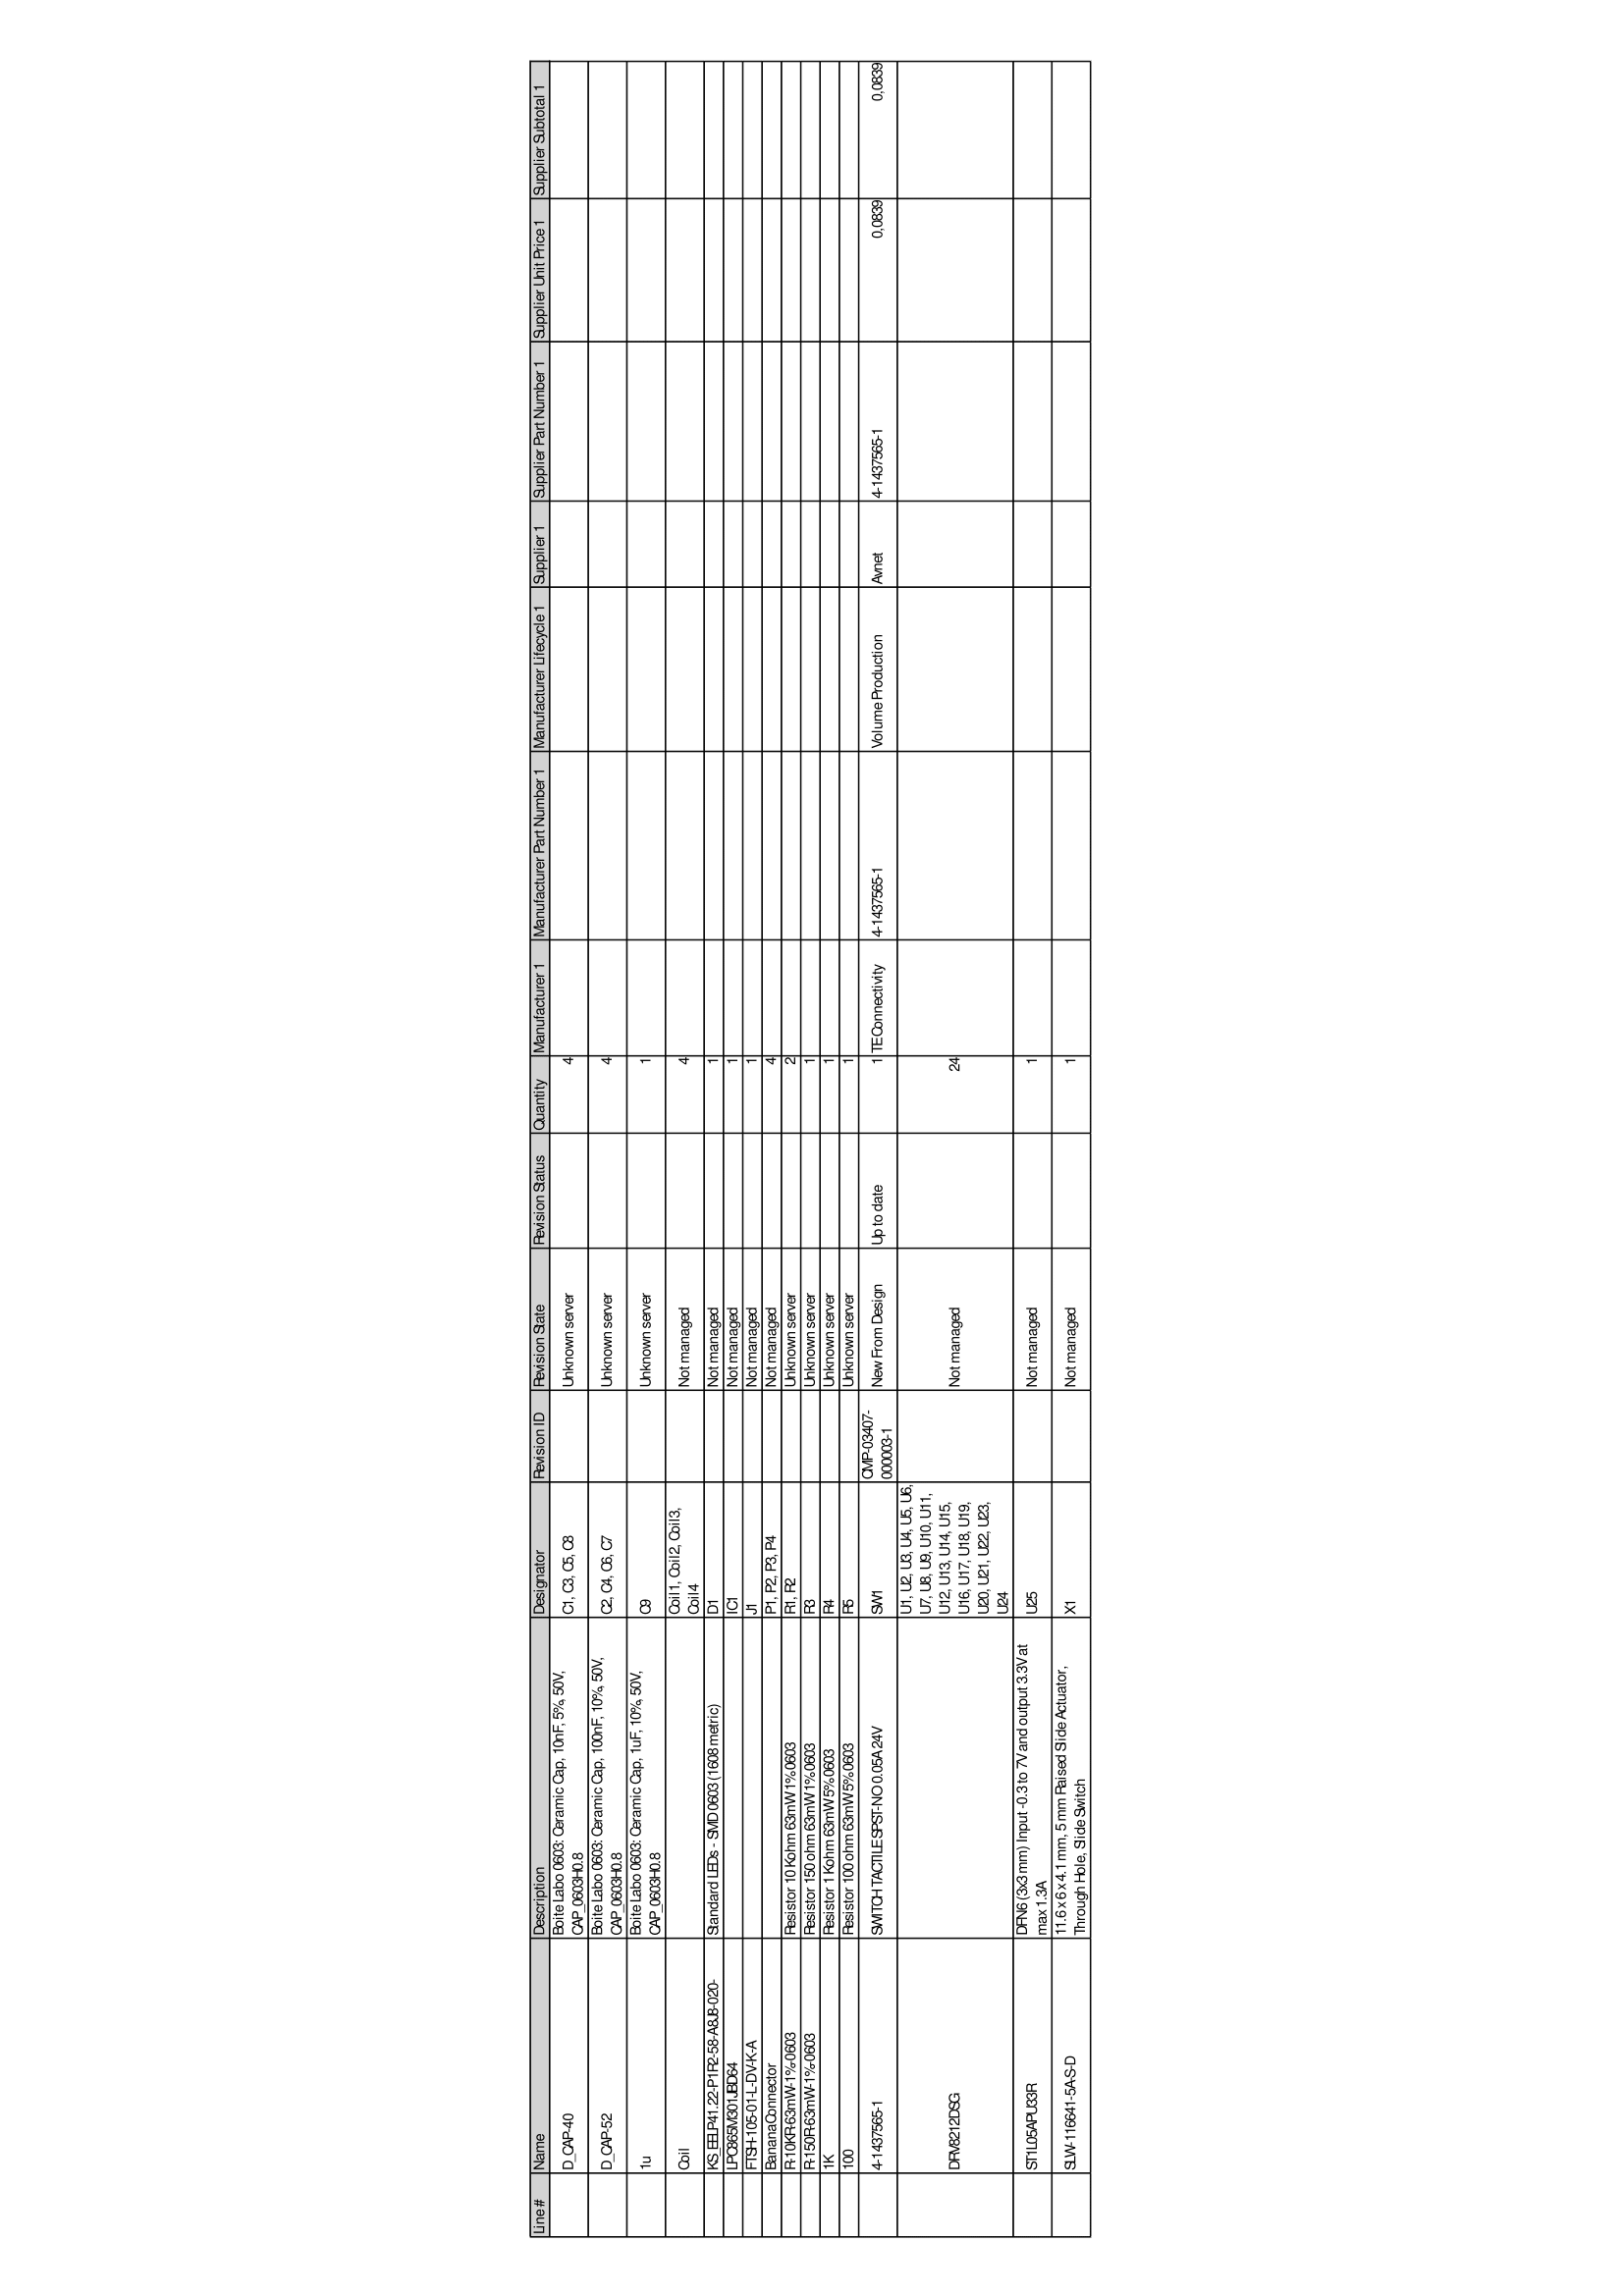 Line # Name Description Designator Revision ID Revision State Revision Status Quantity Manufacturer 1 Manufacturer Part Number 1 Manufacturer Lifecycle 1 Supplier 1 Supplier Part Number 1 Supplier Unit Price 1 Supplier Subtotal 1
D_CAP-40 Boite Labo 0603: Ceramic Cap, 10nF, 5%, 50V, C1, C3, C5, C8 Unknown server 4
CAP_0603H0.8
D_CAP-52 Boite Labo 0603: Ceramic Cap, 100nF, 10%, 50V, C2, C4, C6, C7 Unknown server 4
CAP_0603H0.8
1u Boite Labo 0603: Ceramic Cap, 1uF, 10%, 50V, C9 Unknown server 1
CAP_0603H0.8
Coil Coil1, Coil2, Coil3, Not managed 4
Coil4
KS_EELP41.22-P1R2-58-A8J8-020- Standard LEDs - SMD 0603 (1608 metric) D1 Not managed 1
LPC865M301JBD64 IC1 Not managed 1
FTSH-105-01-L-DV-K-A J1 Not managed 1
BananaConnector P1, P2, P3, P4 Not managed 4
R-10KR-63mW-1%-0603 Resistor 10 Kohm 63mW 1% 0603 R1, R2 Unknown server 2
R-150R-63mW-1%-0603 Resistor 150 ohm 63mW 1% 0603 R3 Unknown server 1
1K Resistor 1 Kohm 63mW 5% 0603 R4 Unknown server 1
100 Resistor 100 ohm 63mW 5% 0603 R5 Unknown server 1
4-1437565-1 SWITCH TACTILE SPST-NO 0.05A 24V SW1 CMP-03407- New From Design Up to date 1 TE Connectivity 4-1437565-1 Volume Production Avnet 4-1437565-1 0,0839 0,0839
000003-1
DRV8212DSG U1, U2, U3, U4, U5, U6, Not managed 24
U7, U8, U9, U10, U11,
U12, U13, U14, U15,
U16, U17, U18, U19,
U20, U21, U22, U23,
U24
ST1L05APU33R DFN6 (3x3 mm) Input -0.3 to 7V and output 3.3V at U25 Not managed 1
max 1.3A
SLW-116641-5A-S-D 11.6 x 6 x 4.1 mm, 5 mm Raised Side Actuator, X1 Not managed 1
Through Hole, Slide Switch